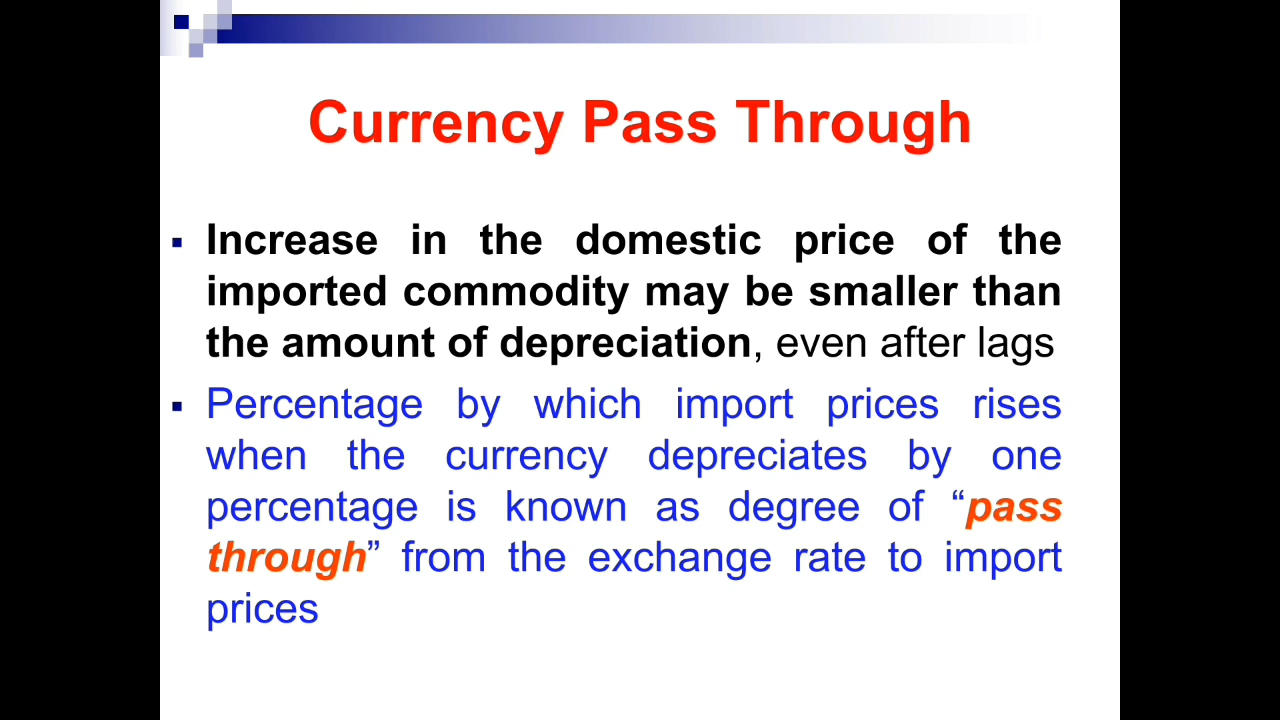 Currency Pass Through
▪ Increase in the domestic price of the
imported commodity may be smaller than
the amount of depreciation, even after lags
▪ Percentage by which import prices rises
when the currency depreciates by one
percentage is known as degree of “pass
through” from the exchange rate to import
prices